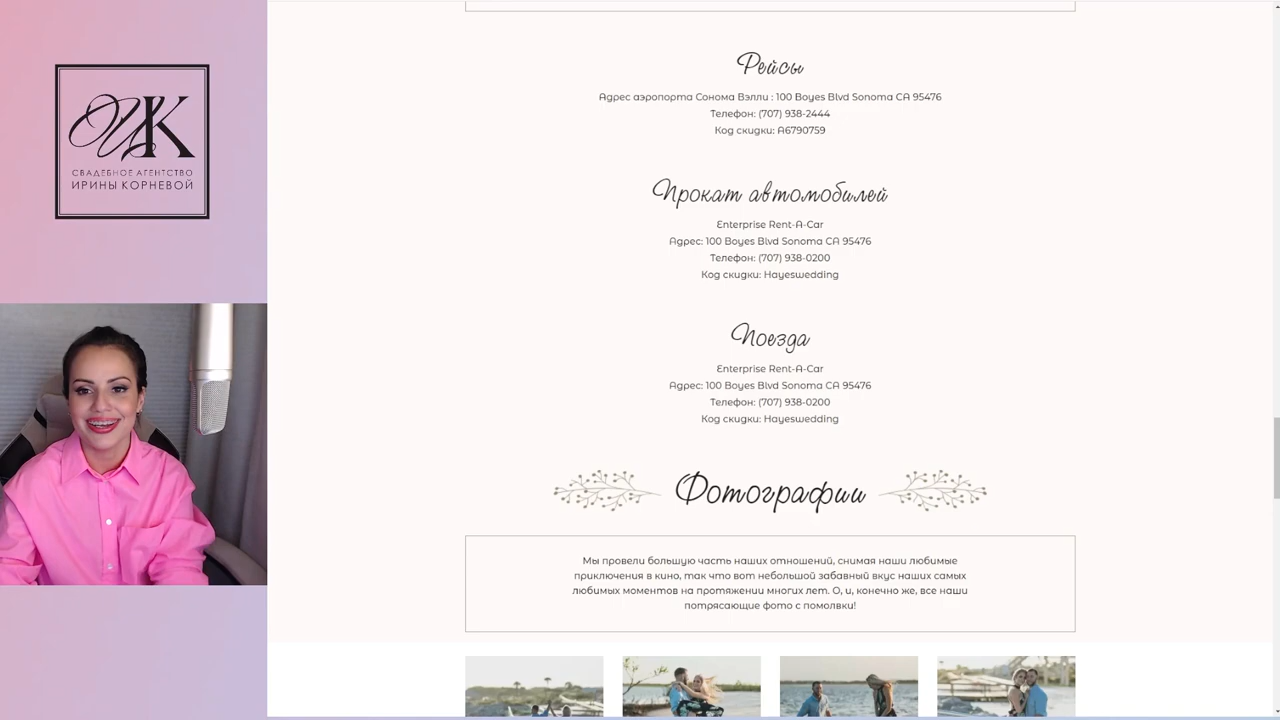 ИК
СВАДЕБНОЕ АГЕНТСТВО
ИРИНЫ КОРНЕВОЙ
Рейсы
Адрес аэропорта Сонома Вэлли : 100 Boyes Blvd Sonoma CA 95476
Телефон: (707) 938-2444
Код скидки: A6790759
Прокат автомобилей
Enterprise Rent-A-Car
Адрес: 100 Boyes Blvd Sonoma CA 95476
Телефон: (707) 938-0200
Код скидки: Hayeswedding
Поезда
Enterprise Rent-A-Car
Адрес: 100 Boyes Blvd Sonoma CA 95476
Телефон: (707) 938-0200
Код скидки: Hayeswedding
Фотографии
Мы провели большую часть наших отношений, снимая наши любимые
приключения в кино, так что вот небольшой забавный вкус наших самых
любимых моментов на протяжении многих лет. О, и, конечно же, все наши
потрясающие фото с помолвки!